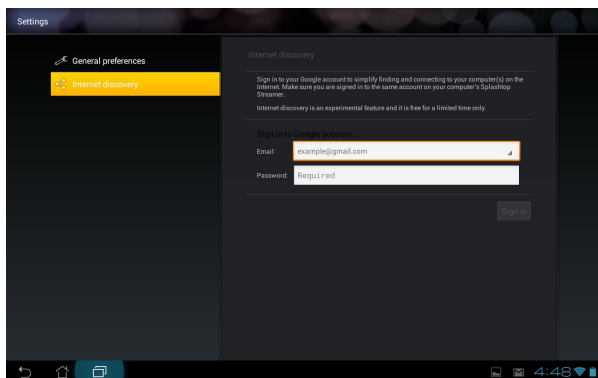 Settings
General preferences
Internet discovery
Internet discovery
Sign in to your Google account to simplify finding and connecting to your computer(s) on the
Internet. Make sure you are signed in to the same account on your computer's Splashtop
Streamer.
Internet discovery is an experimental feature and it is free for a limited time only.
Sign in to Google account...
Email: example@gmail.com
Password: Required
Sign in
4:48